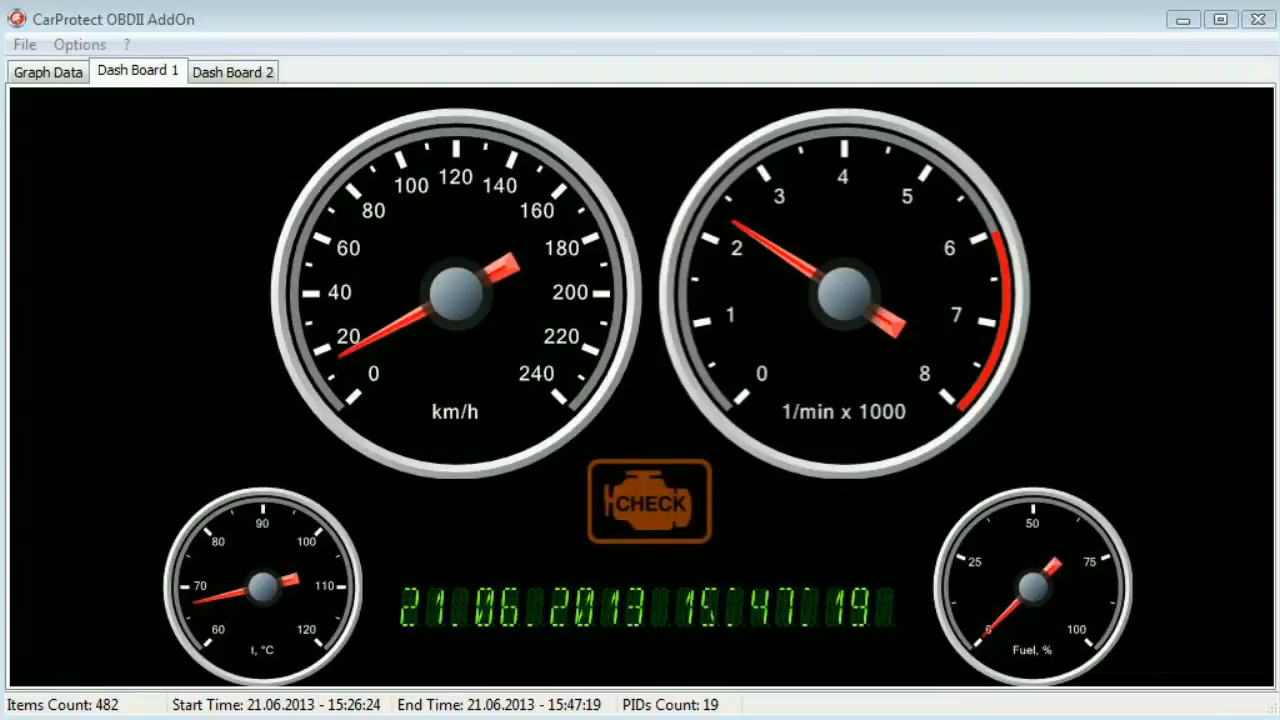 CarProtect OBDII AddOn
File Options ?
Graph Data Dash Board 1 Dash Board 2
0 20 40 60 80 100 120 140 160 180 200 220 240
km/h
0 1 2 3 4 5 6 7 8
1/min x 1000
CHECK
60 70 80 90 100 110 120
t, °C
21.06.2013 15:47:19
0 25 50 75 100
Fuel, %
Items Count: 482 Start Time: 21.06.2013 - 15:26:24 End Time: 21.06.2013 - 15:47:19 PIDs Count: 19